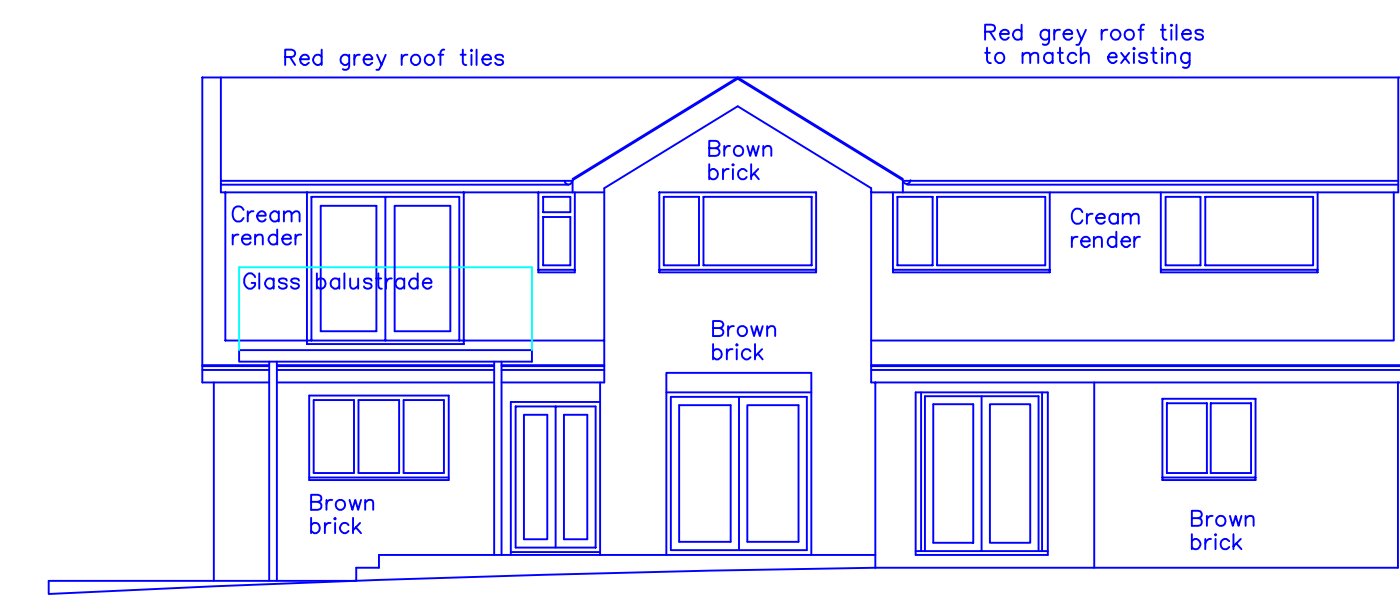 Red grey roof tiles
Red grey roof tiles
to match existing
Brown
brick
Cream
render
Cream
render
Glass balustrade
Brown
brick
Brown
brick
Brown
brick